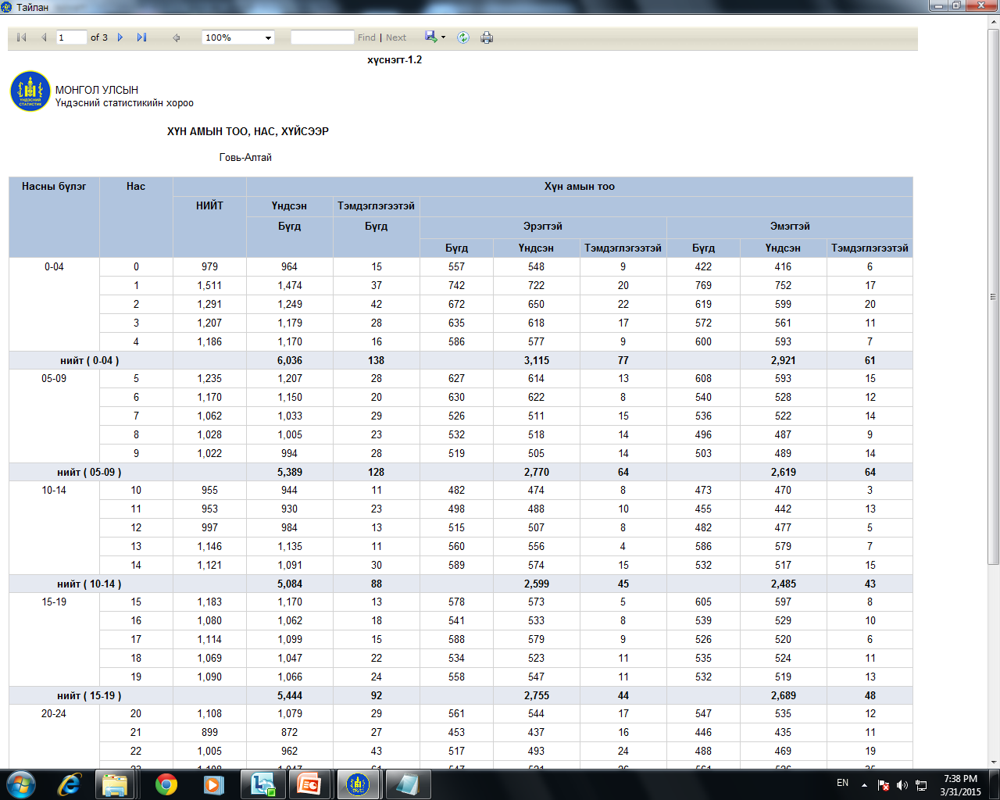 Тайлан
1 of 3 100% Find | Next
хүснэгт-1.2
ҮНДЭСНИЙ
СТАТИСТИК
МОНГОЛ УЛСЫН
Үндэсний статистикийн хороо
ХҮН АМЫН ТОО, НАС, ХҮЙСЭЭР
Говь-Алтай
Насны бүлэг Нас Хүн амын тоо
НИЙТ Үндсэн Тэмдэглэгээтэй
Бүгд Бүгд Эрэгтэй Эмэгтэй
Бүгд Үндсэн Тэмдэглэгээтэй Бүгд Үндсэн Тэмдэглэгээтэй
0-04 0 979 964 15 557 548 9 422 416 6
1 1,511 1,474 37 742 722 20 769 752 17
2 1,291 1,249 42 672 650 22 619 599 20
3 1,207 1,179 28 635 618 17 572 561 11
4 1,186 1,170 16 586 577 9 600 593 7
нийт ( 0-04 ) 6,036 138 3,115 77 2,921 61
05-09 5 1,235 1,207 28 627 614 13 608 593 15
6 1,170 1,150 20 630 622 8 540 528 12
7 1,062 1,033 29 526 511 15 536 522 14
8 1,028 1,005 23 532 518 14 496 487 9
9 1,022 994 28 519 505 14 503 489 14
нийт ( 05-09 ) 5,389 128 2,770 64 2,619 64
10-14 10 955 944 11 482 474 8 473 470 3
11 953 930 23 498 488 10 455 442 13
12 997 984 13 515 507 8 482 477 5
13 1,146 1,135 11 560 556 4 586 579 7
14 1,121 1,091 30 589 574 15 532 517 15
нийт ( 10-14 ) 5,084 88 2,599 45 2,485 43
15-19 15 1,183 1,170 13 578 573 5 605 597 8
16 1,080 1,062 18 541 533 8 539 529 10
17 1,114 1,099 15 588 579 9 526 520 6
18 1,069 1,047 22 534 523 11 535 524 11
19 1,090 1,066 24 558 547 11 532 519 13
нийт ( 15-19 ) 5,444 92 2,755 44 2,689 48
20-24 20 1,108 1,079 29 561 544 17 547 535 12
21 899 872 27 453 437 16 446 435 11
22 1,005 962 43 517 493 24 488 469 19
EN 7:38 PM
3/31/2015